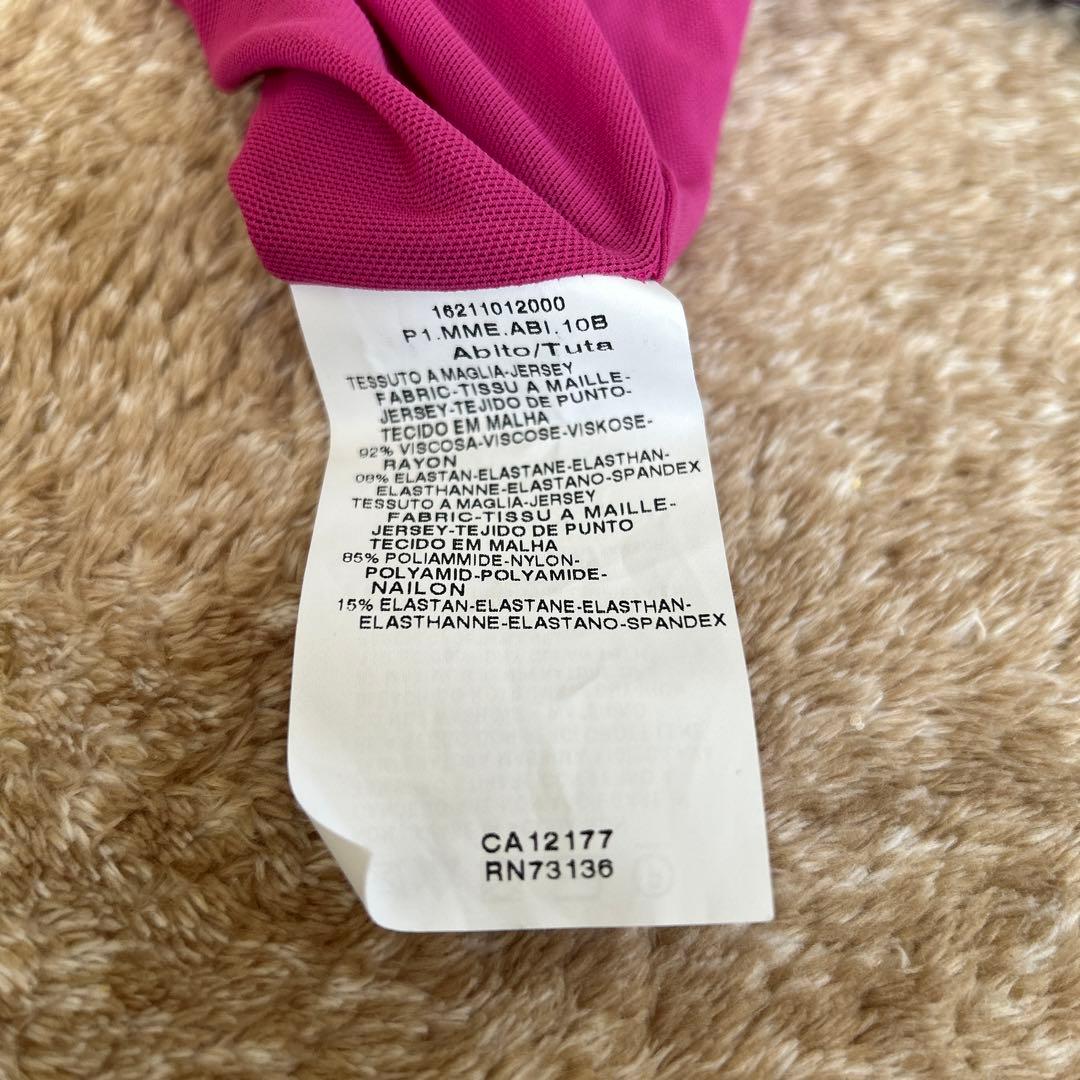 16211012000
P1.MME.ABI.10B
Abito/Tuta
TESSUTO A MAGLIA-JERSEY
FABRIC-TISSU A MAILLE-
JERSEY-TEJIDO DE PUNTO-
TECIDO EM MALHA
92% VISCOSA-VISCOSE-VISKOSE-
RAYON
08% ELASTAN-ELASTANE-ELASTHAN-
ELASTHANNE-ELASTANO-SPANDEX
TESSUTO A MAGLIA-JERSEY
FABRIC-TISSU A MAILLE-
JERSEY-TEJIDO DE PUNTO
TECIDO EM MALHA
85% POLIAMMIDE-NYLON-
POLYAMID-POLYAMIDE-
NAILON
15% ELASTAN-ELASTANE-ELASTHAN-
ELASTHANNE-ELASTANO-SPANDEX
CA12177
RN73136